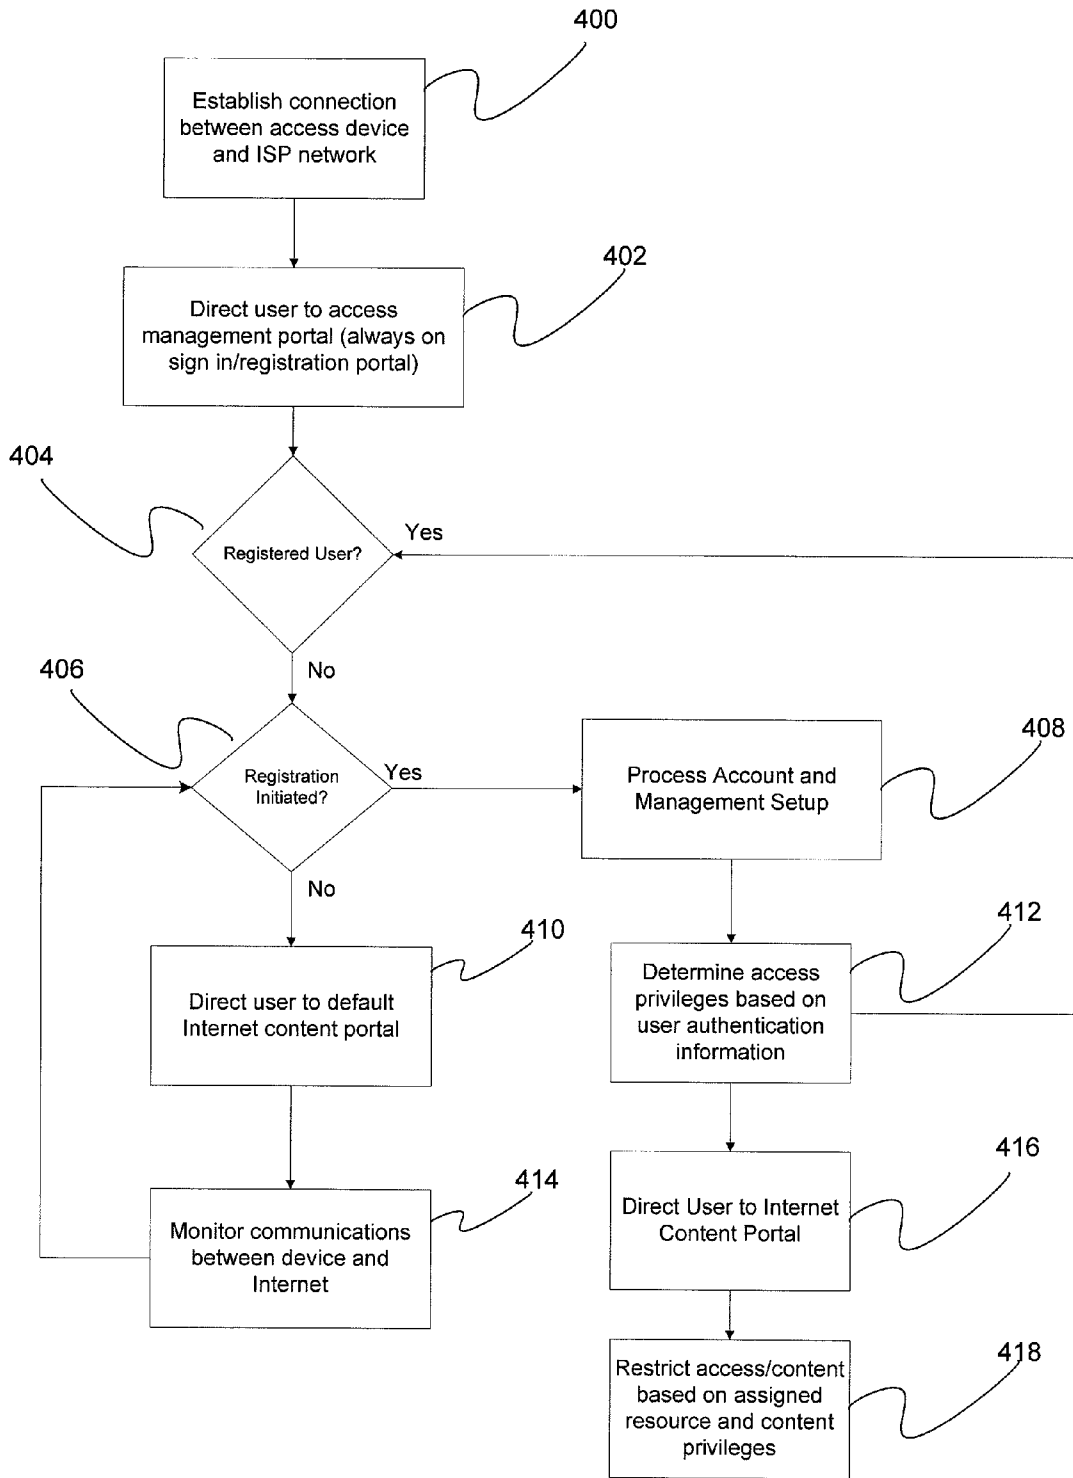 400
Establish connection
between access device
and ISP network
402
Direct user to access
management portal (always on
sign in/registration portal)
404
Yes
Registered User?
No
406
Registration
Initiated?
Yes
408
Process Account and
Management Setup
No
410
Direct user to default
Internet content portal
412
Determine access
privileges based on
user authentication
information
414
Monitor communications
between device and
Internet
416
Direct User to Internet
Content Portal
418
Restrict access/content
based on assigned
resource and content
privileges